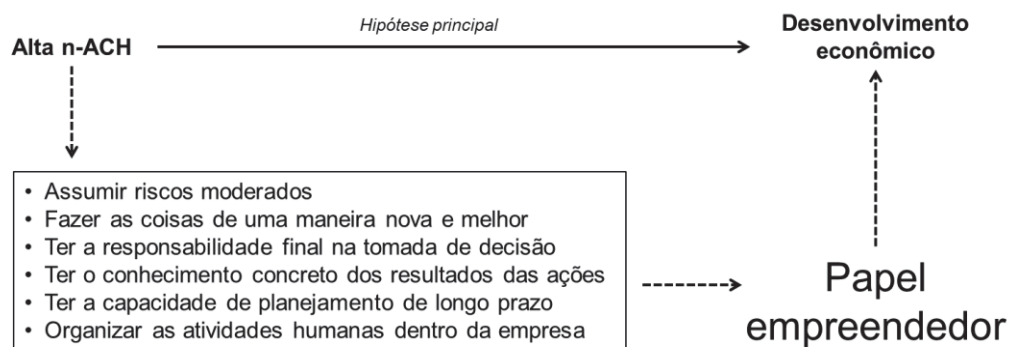 Hipótese principal
Alta n-ACH
Desenvolvimento
econômico
• Assumir riscos moderados
• Fazer as coisas de uma maneira nova e melhor
• Ter a responsabilidade final na tomada de decisão
• Ter o conhecimento concreto dos resultados das ações
• Ter a capacidade de planejamento de longo prazo
• Organizar as atividades humanas dentro da empresa
Papel
empreendedor